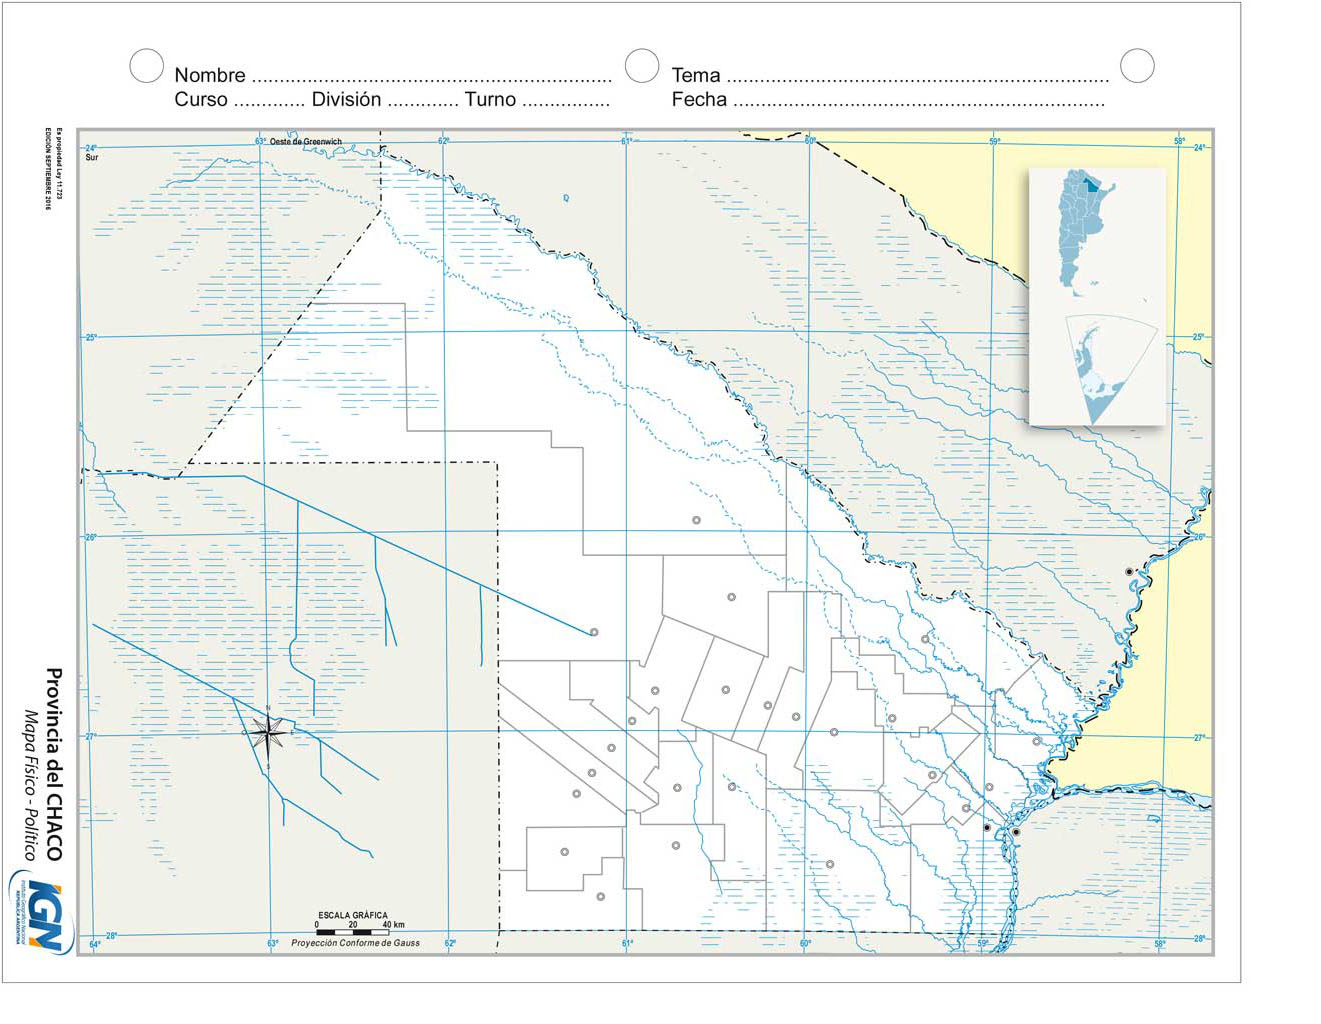 Nombre ................................................................. Tema .....................................................................
Curso ............. División ............. Turno ................ Fecha ...................................................................
Es propiedad Ley 11.723
EDICIÓN SEPTIEMBRE 2016
63° Oeste de Greenwich 62° 61° 60° 59° 58°
24° 24°
Sur
Q
25° 25°
26° 26°
N
O
S
27° 27°
Provincia del CHACO
Mapa Físico - Político
IGN
Instituto Geográfico Nacional
REPÚBLICA ARGENTINA
ESCALA GRÁFICA
0 20 40 km
Proyección Conforme de Gauss
28° 28°
64° 63° 62° 61° 60° 59° 58°